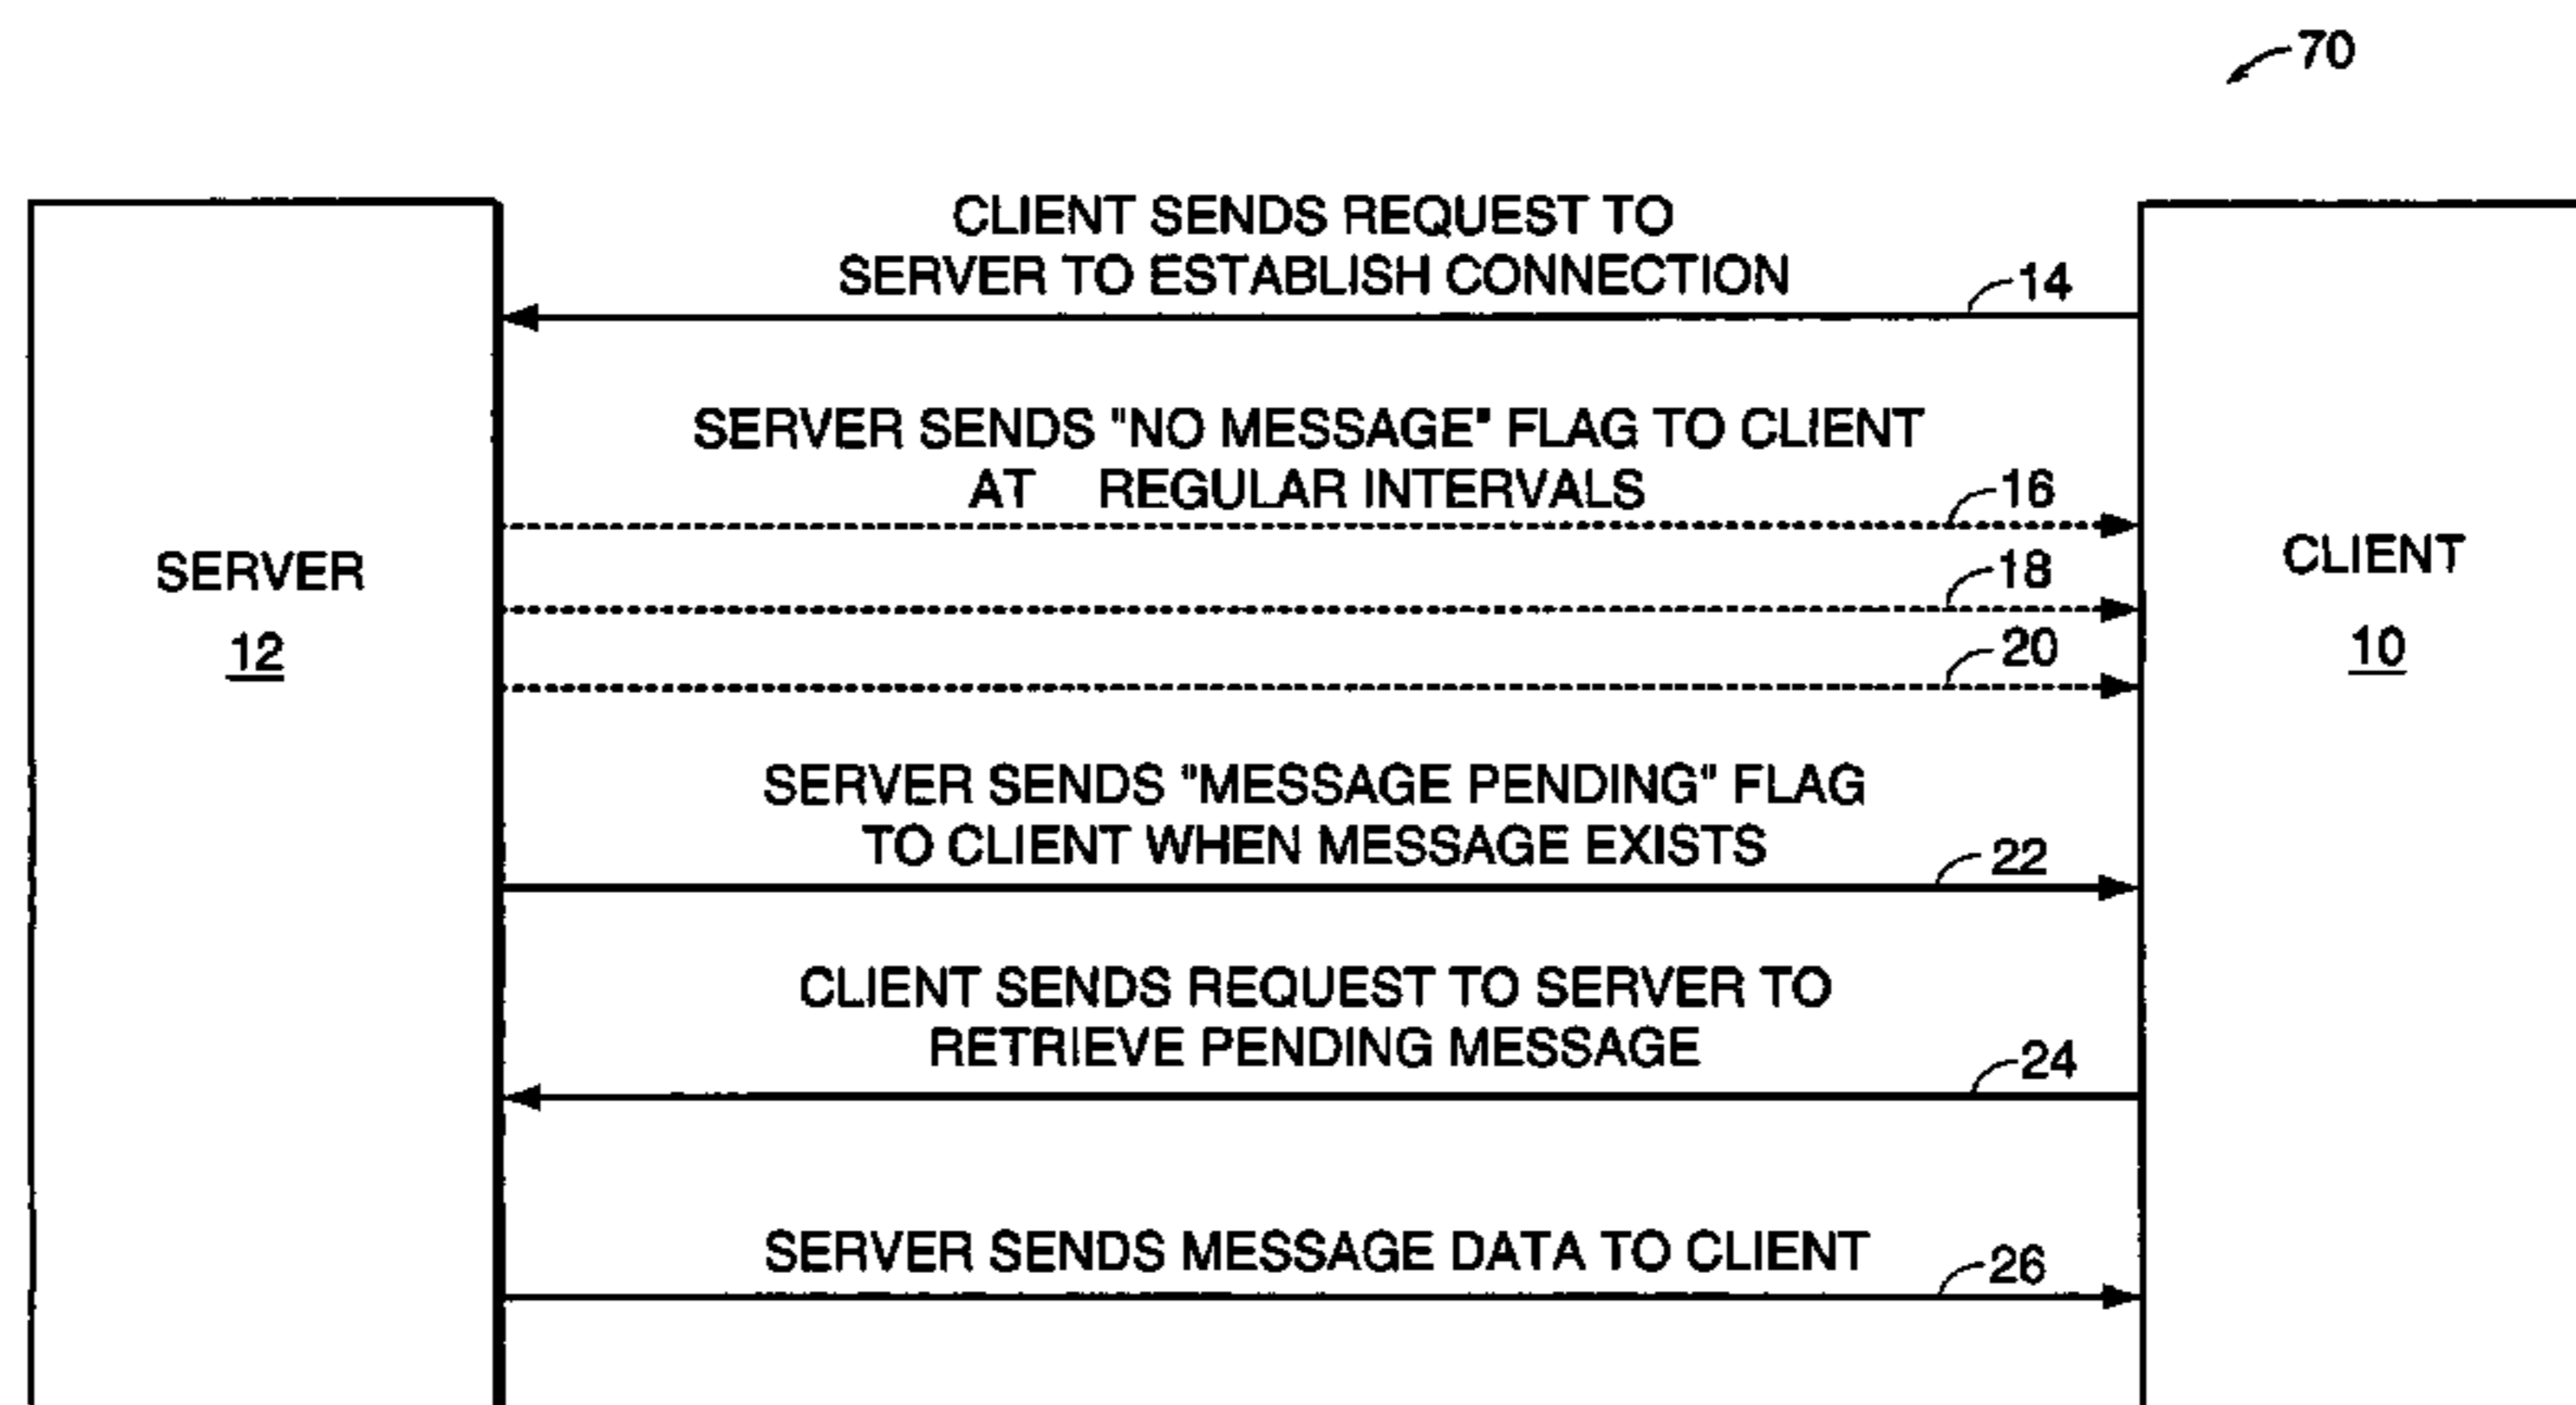 70
CLIENT SENDS REQUEST TO
SERVER TO ESTABLISH CONNECTION
14
SERVER SENDS "NO MESSAGE" FLAG TO CLIENT
AT REGULAR INTERVALS
16
SERVER
12
CLIENT
10
18
20
SERVER SENDS "MESSAGE PENDING" FLAG
TO CLIENT WHEN MESSAGE EXISTS
22
CLIENT SENDS REQUEST TO SERVER TO
RETRIEVE PENDING MESSAGE
24
SERVER SENDS MESSAGE DATA TO CLIENT
26